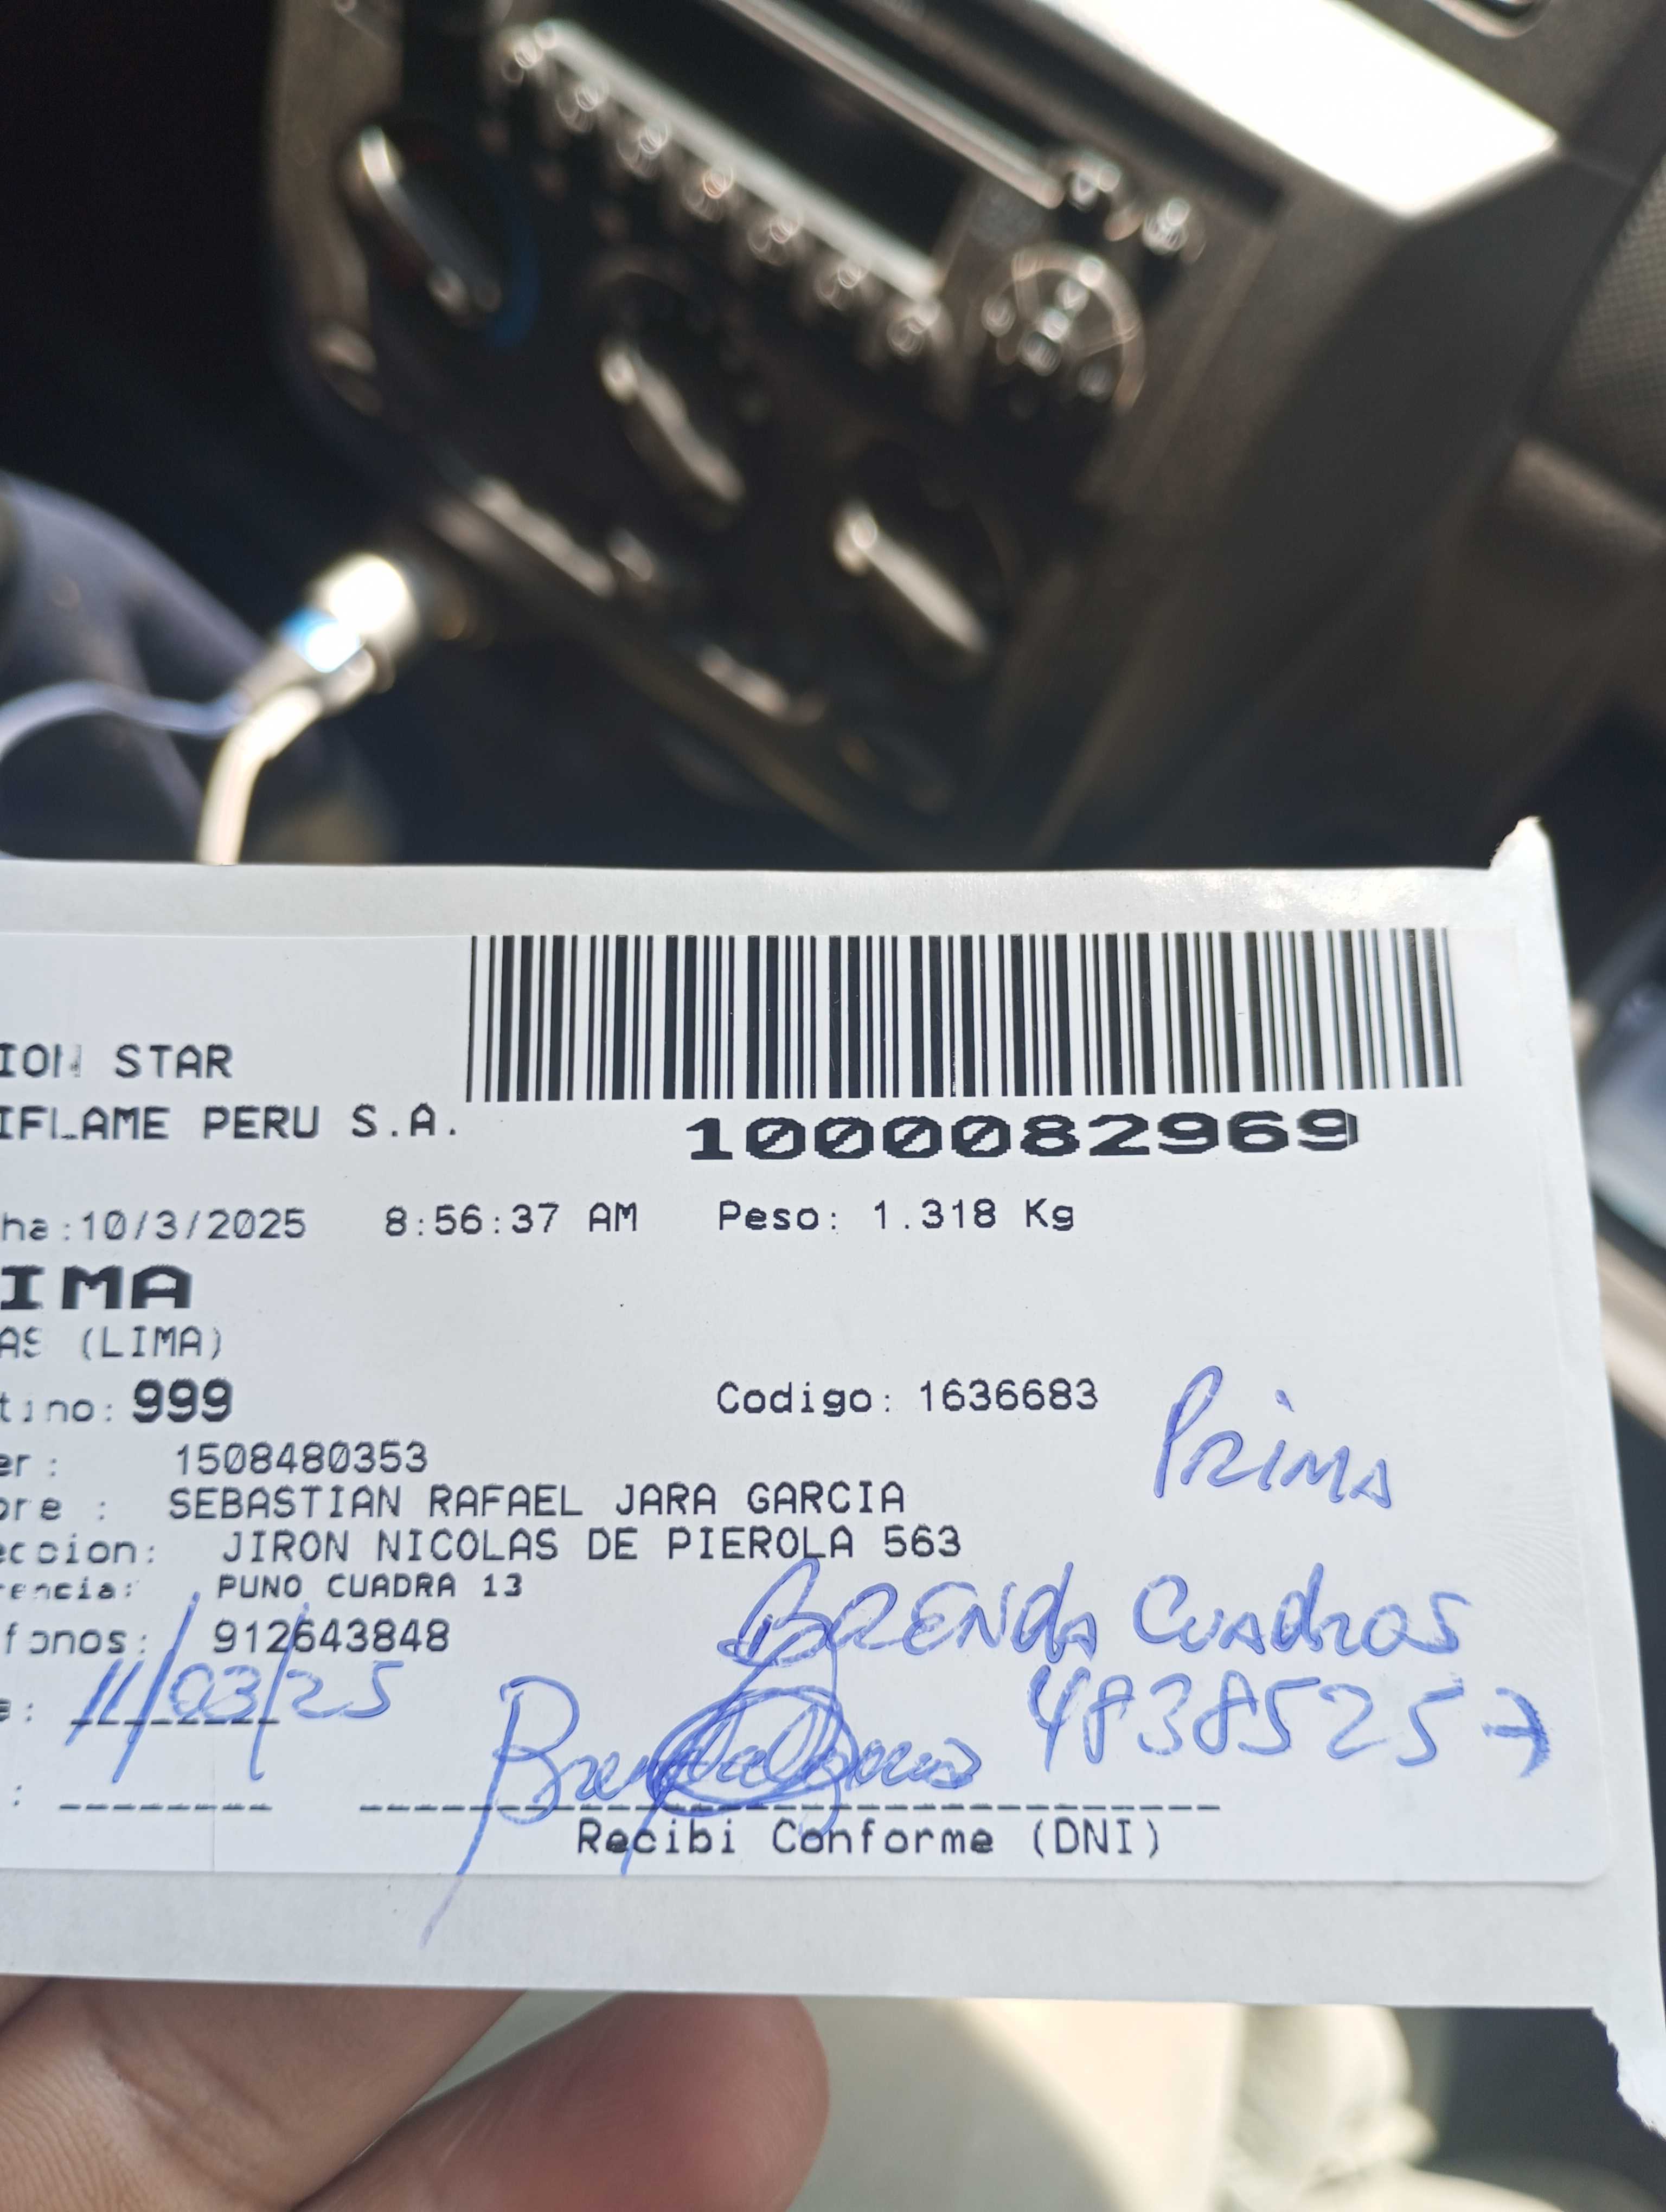 ION STAR
IFLAME PERU S.A.
1000082969
ha:10/3/2025 8:56:37 AM Peso: 1.318 Kg
IMA
AS (LIMA)
tino: 999 Codigo: 1636683
PRIMA
er: 1508480353
bre : SEBASTIAN RAFAEL JARA GARCIA
eccion: JIRON NICOLAS DE PIEROLA 563
rencia: PUNO CUADRA 13
fonos: 912643848
BRENDA CUADROS
a: 11/03/25
48385257
Recibi Conforme (DNI)